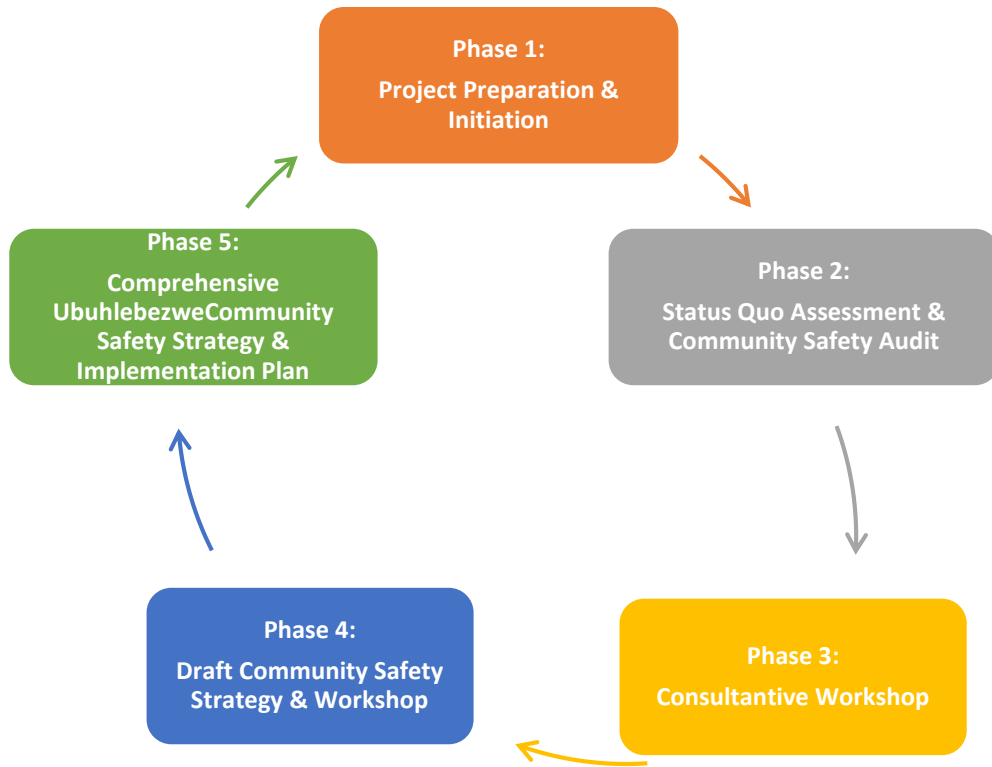 Phase 1:
Project Preparation &
Initiation
Phase 2:
Status Quo Assessment &
Community Safety Audit
Phase 3:
Consultantive Workshop
Phase 4:
Draft Community Safety
Strategy & Workshop
Phase 5:
Comprehensive
UbuhlebezweCommunity
Safety Strategy &
Implementation Plan